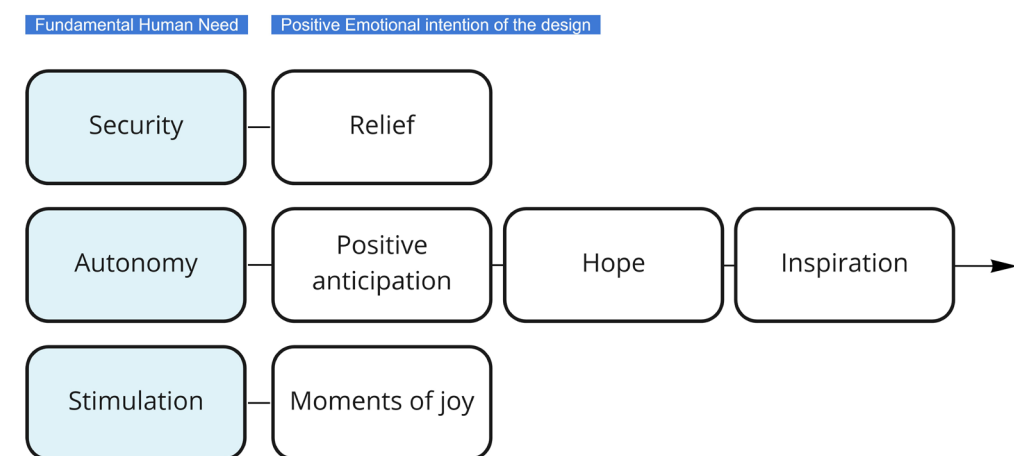 Fundamental Human Need
Positive Emotional intention of the design
Security
Relief
Autonomy
Positive
anticipation
Hope
Inspiration
Stimulation
Moments of joy